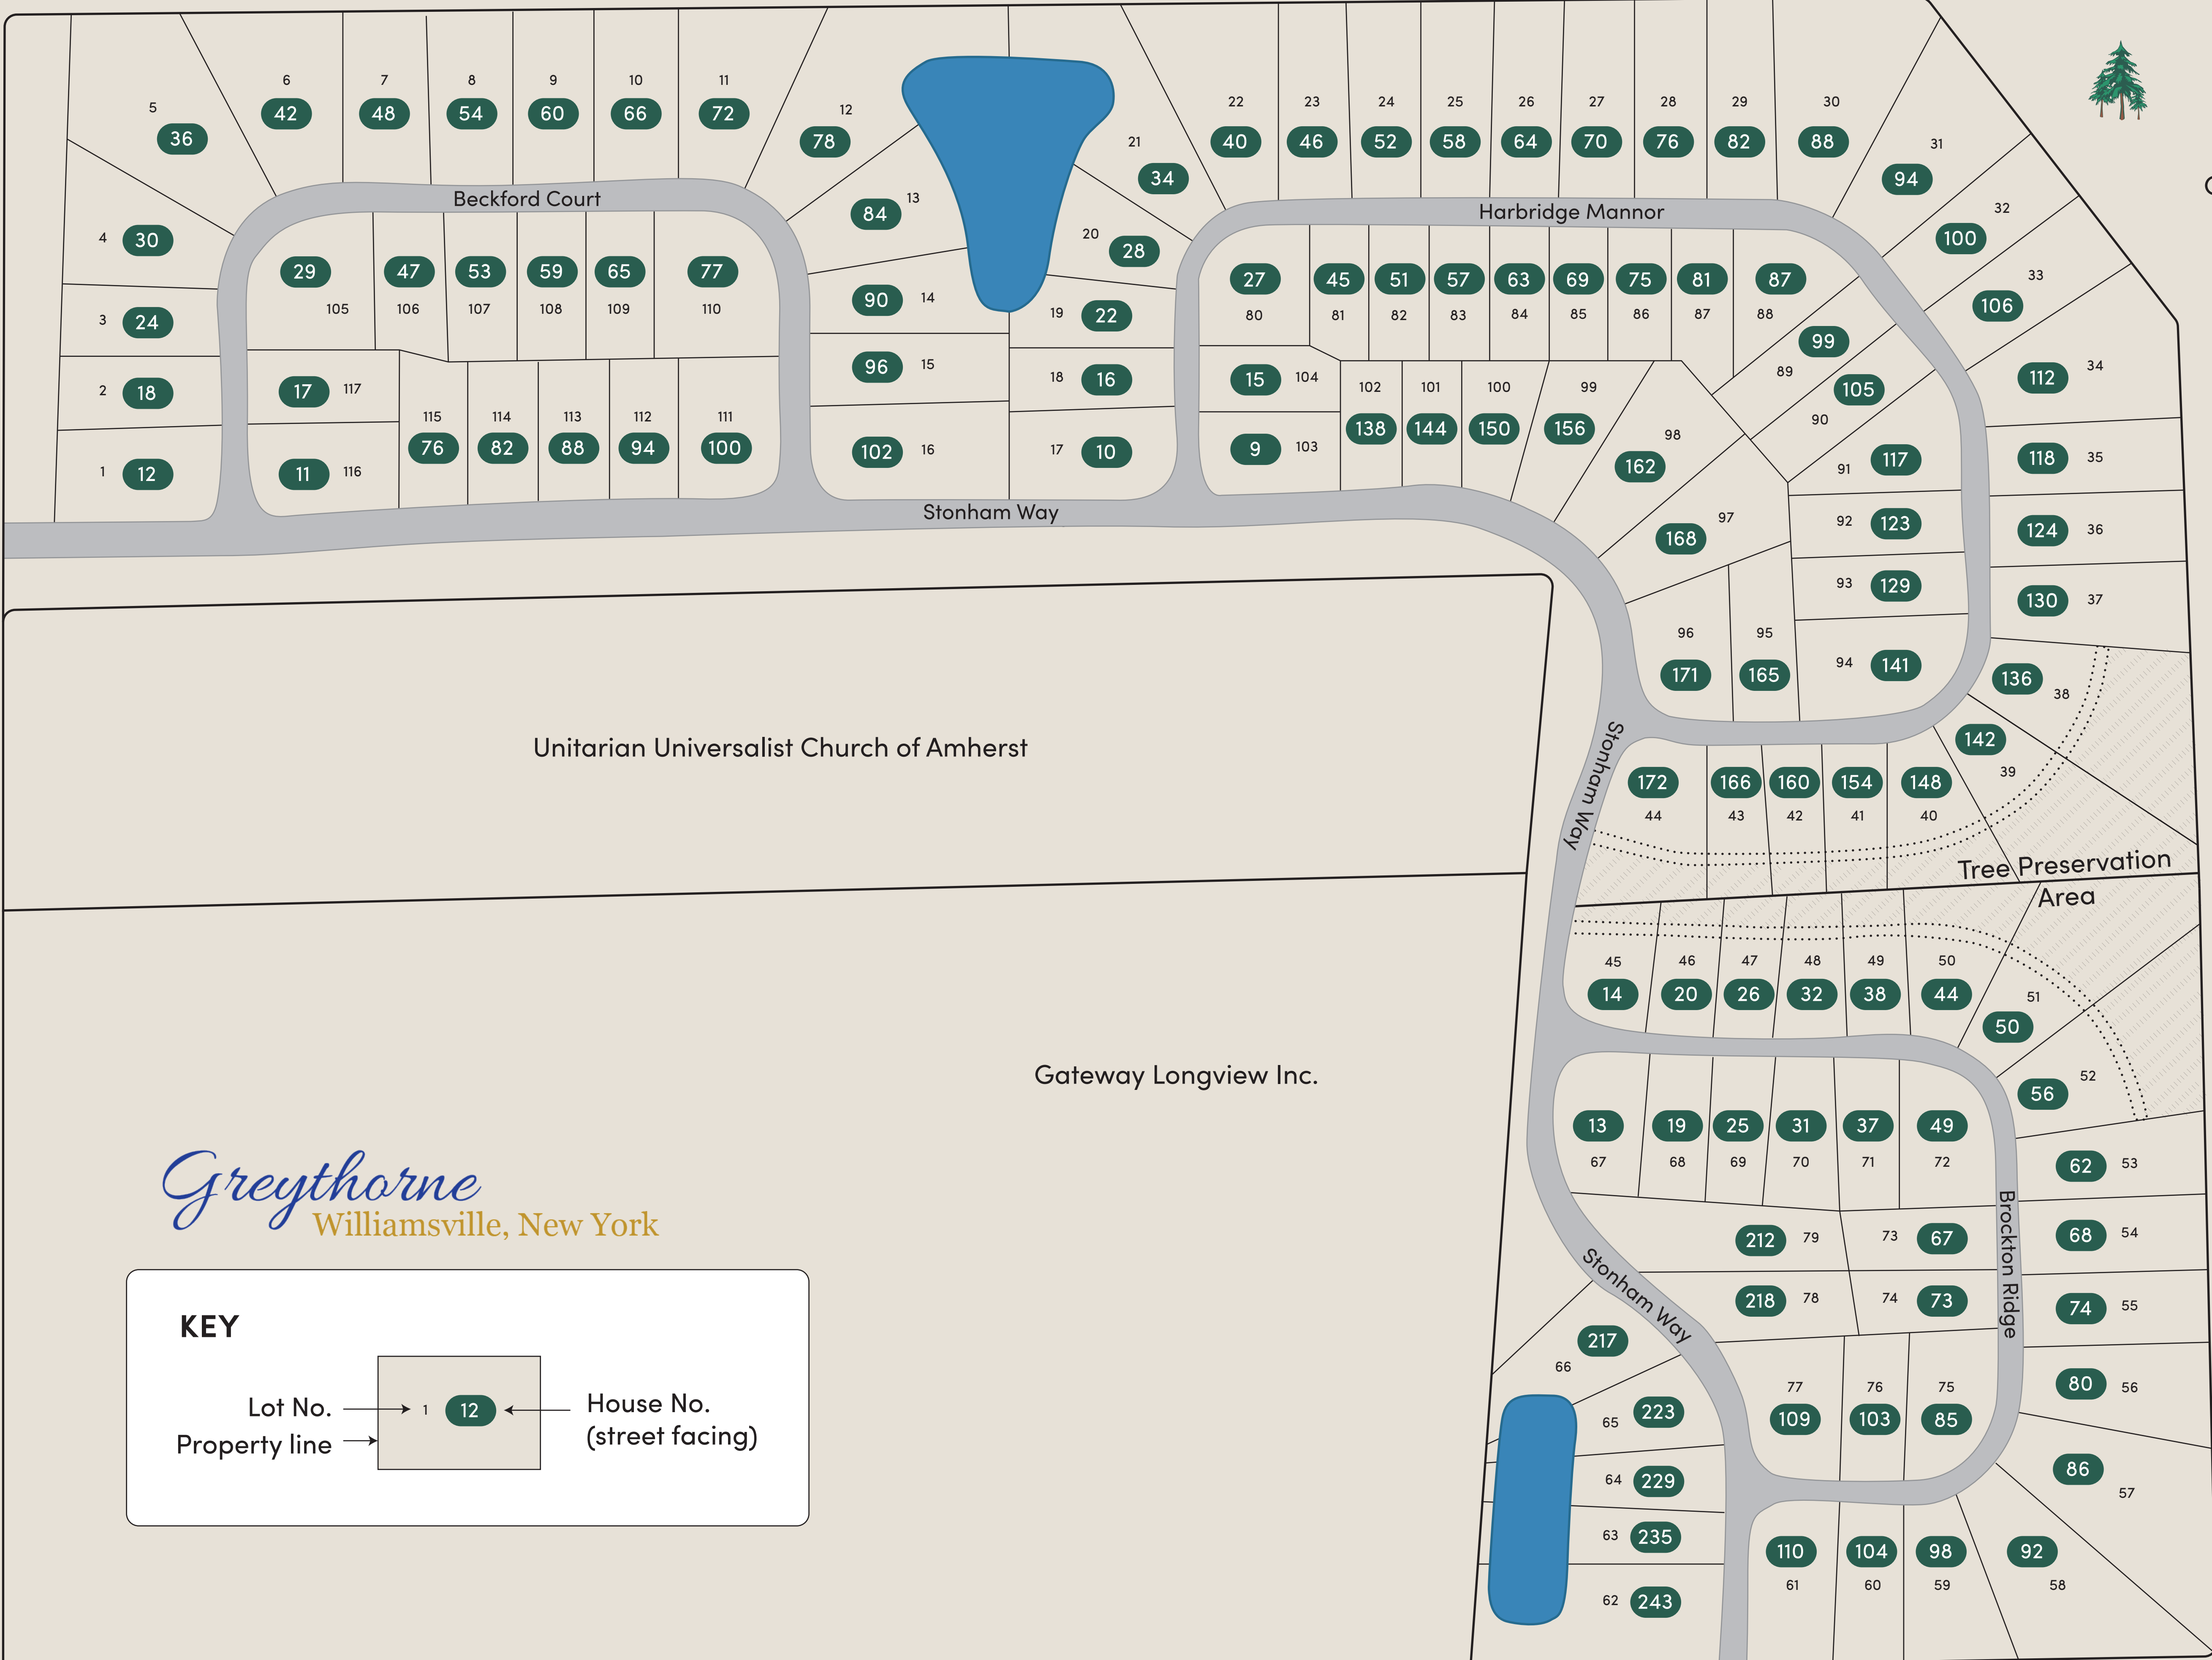 6 7 8 9 10 11
5 42 48 54 60 66 72 12
36 78
22 23 24 25 26 27 28 29 30
21 40 46 52 58 64 70 76 82 88 31
34 94
Beckford Court
84 13
Harbridge Mannor
32
100
4 30
20 28
29 47 53 59 65 77
105 106 107 108 109 110
90 14
27 45 51 57 63 69 75 81 87
80 81 82 83 84 85 86 87 88
33
106
3 24
19 22
99
89
96 15
18 16
15 104
102 101 100 99
138 144 150 156
105
90
112 34
2 18
17 117
115 114 113 112 111
76 82 88 94 100
1 12
11 116
102 16
17 10
9 103
98
162
91 117
118 35
Stonham Way
97
168
92 123
124 36
93 129
130 37
96 95
171 165
94 141
136 38
Unitarian Universalist Church of Amherst
Stonham Way
142
39
172 166 160 154 148
44 43 42 41 40
Tree Preservation
Area
45 46 47 48 49 50
14 20 26 32 38 44
51
50
52
56
Gateway Longview Inc.
13 19 25 31 37 49
67 68 69 70 71 72
62 53
Greythorne
Williamsville, New York
Brockton Ridge
212 79 73 67
68 54
Stonham Way
218 78 74 73
74 55
217
66
80 56
77 76 75
109 103 85
65 223
64 229
86
57
63 235
110 104 98 92
61 60 59 58
62 243
KEY
Lot No.
1 12
House No.
(street facing)
Property line